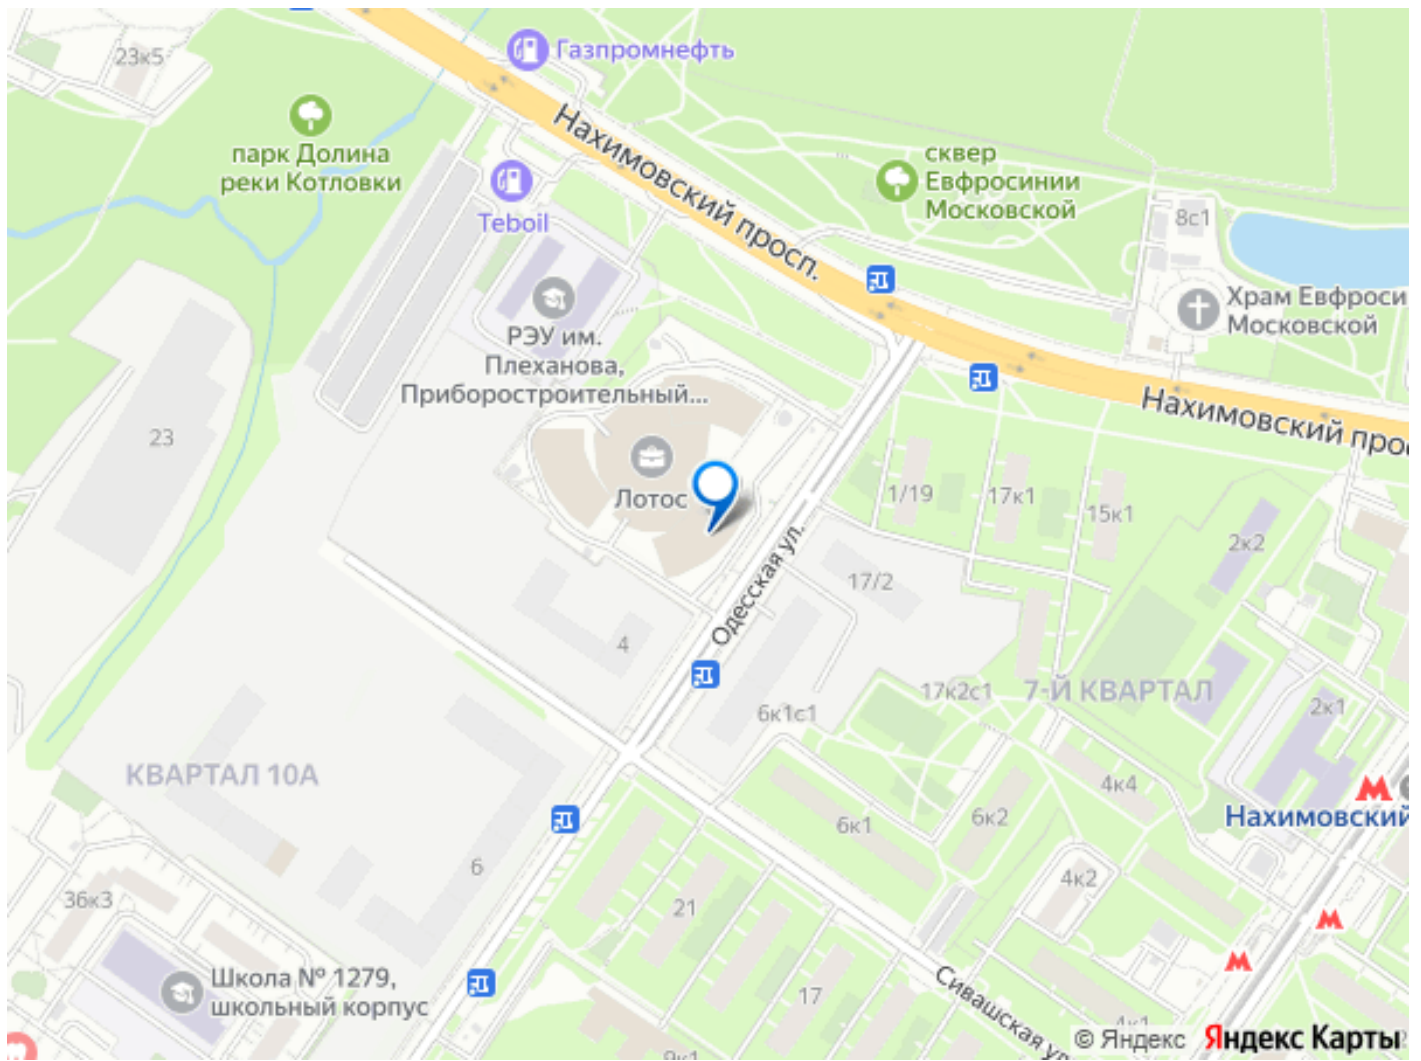 23к5
Газпромнефть
парк Долина
реки Котловки
Teboil
Нахимовский просп.
сквер
Евфросинии
Московской
8с1
Храм Евфроси
Московской
РЭУ им.
Плеханова,
Приборостроительный...
Нахимовский прос
23
Лотос
1/19
17к1
15к1
2к2
17/2
Одесская ул.
4
17к2с1
7-Й КВАРТАЛ
6к1с1
2к1
КВАРТАЛ 10А
4к4
Нахимовский
6к1
6к2
6
4к2
36к3
21
Школа № 1279,
школьный корпус
17
Сивашская ул
4к1
9к1
© Яндекс Яндекс Карты